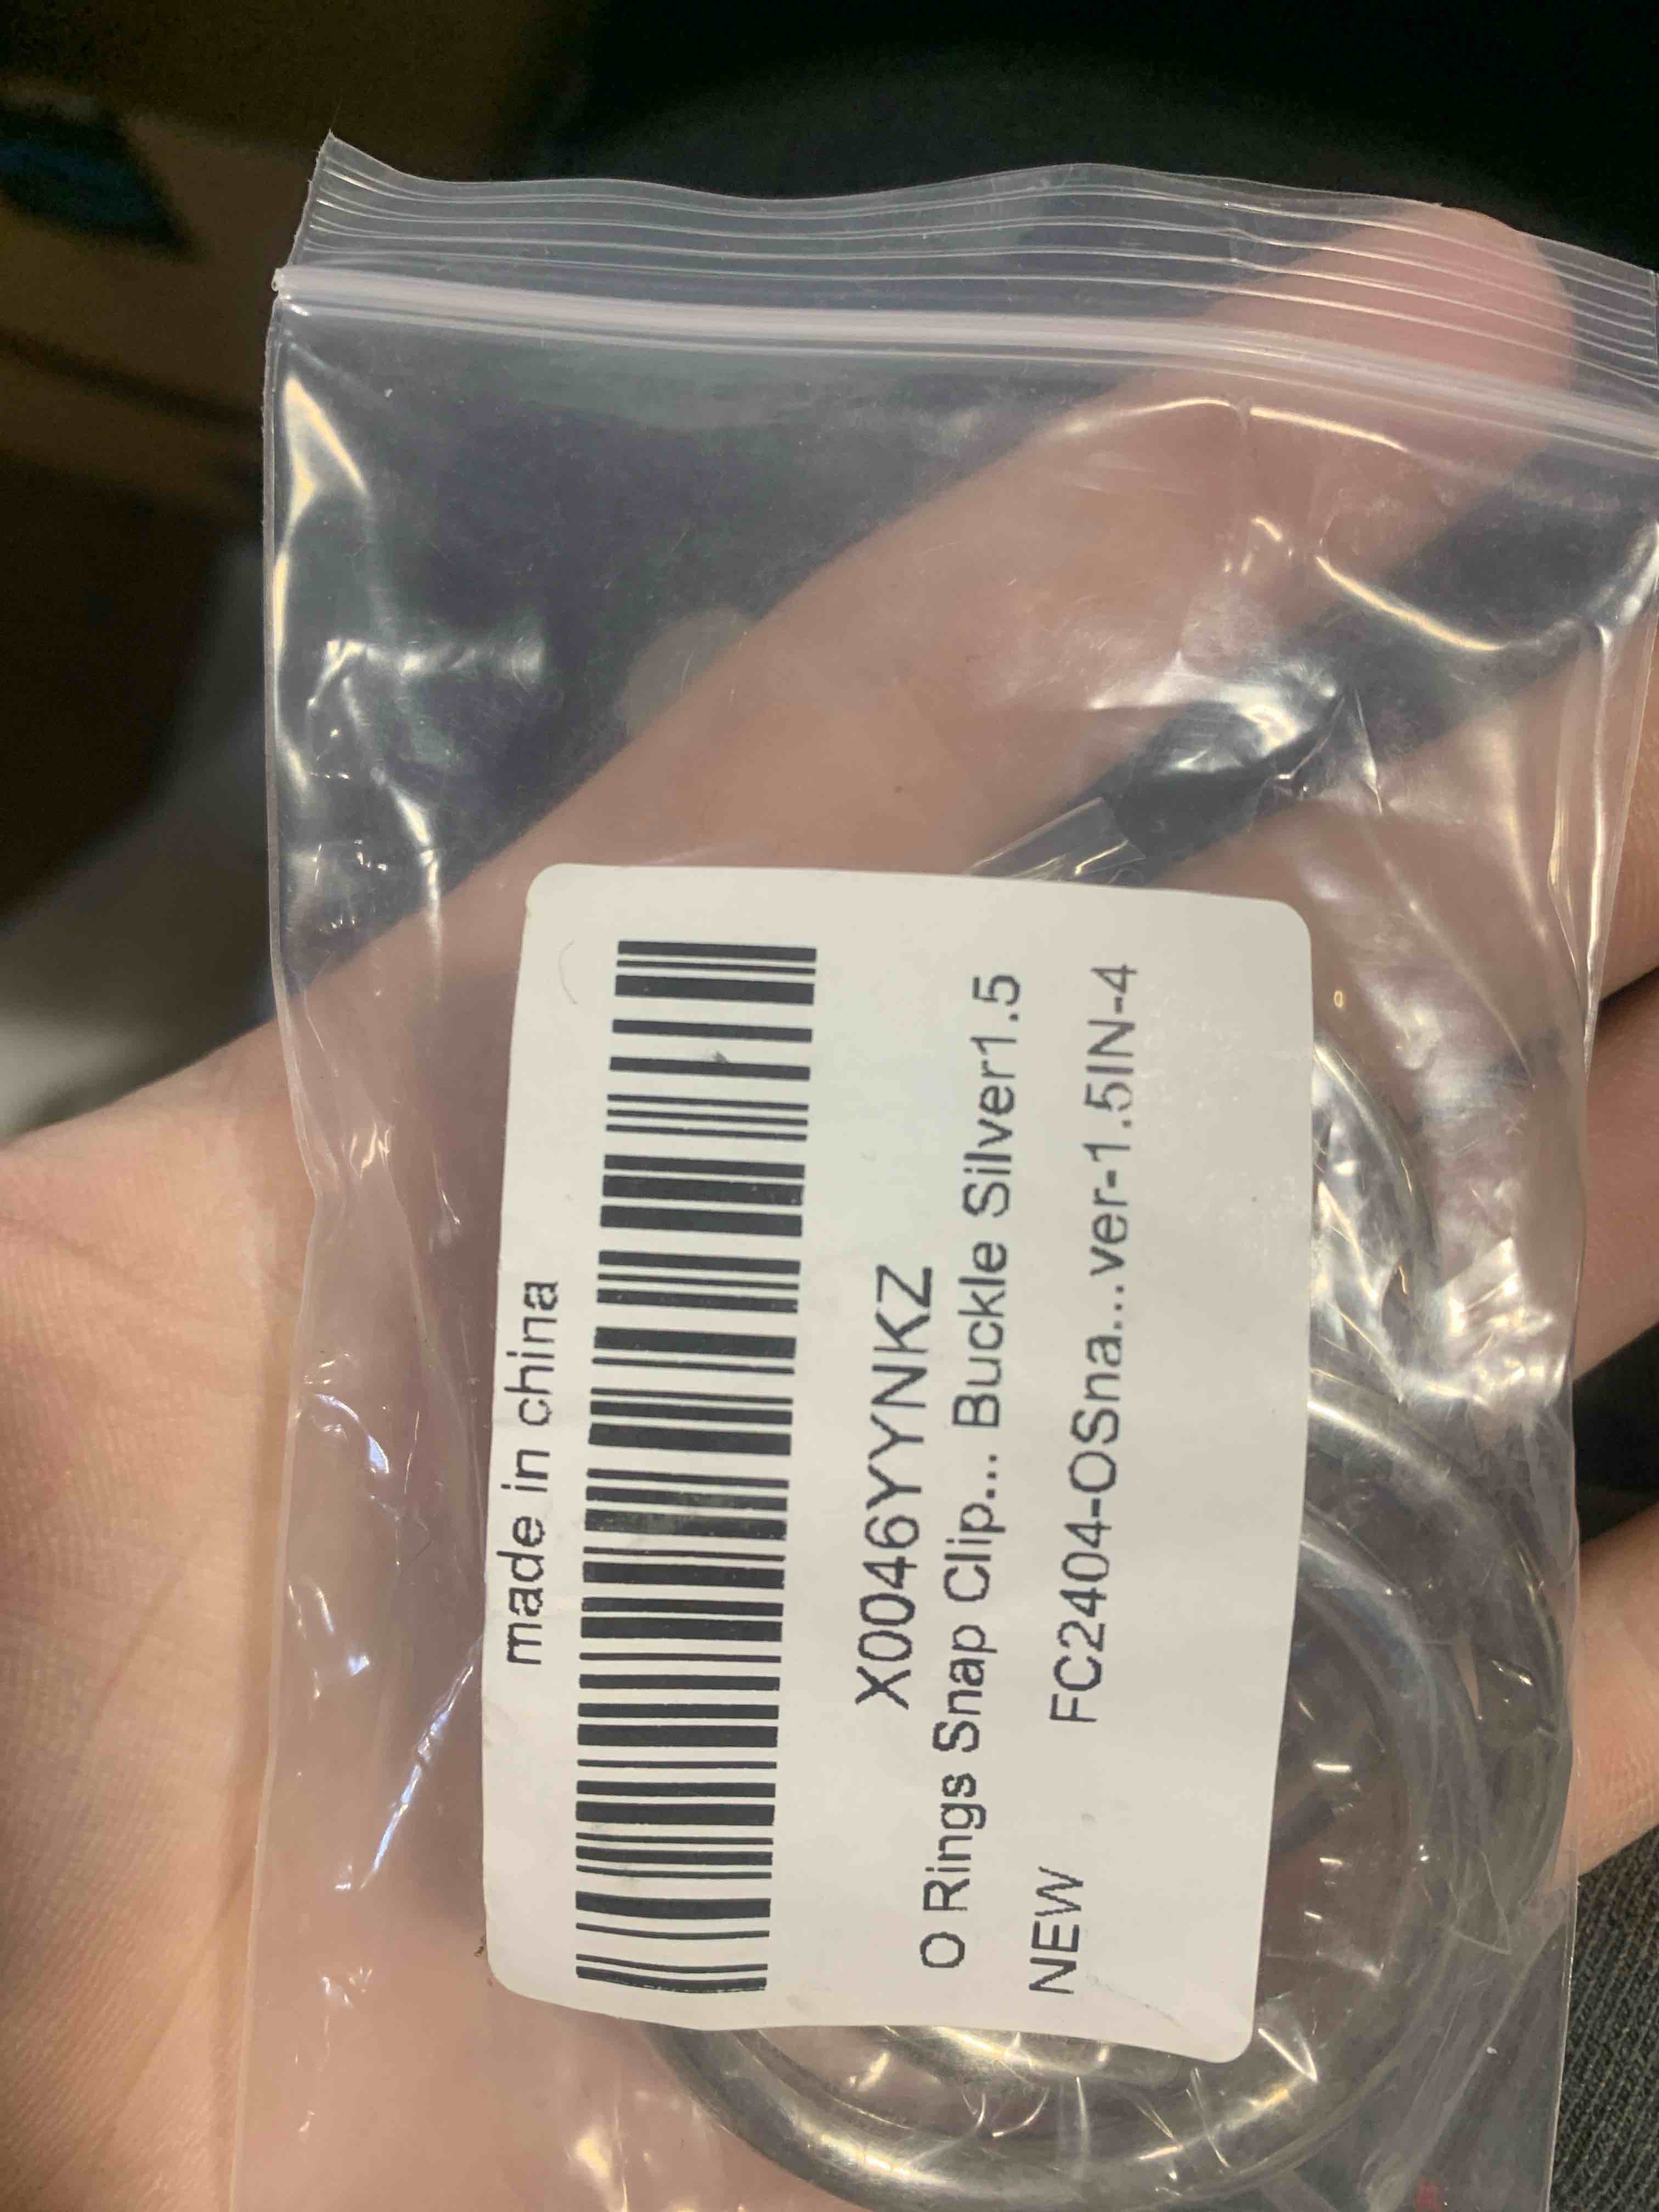 made in china
X0046YYNKZ
O Rings Snap Clip... Buckle Silver1.5
NEW FC2404-OSna...ver-1.5IN-4